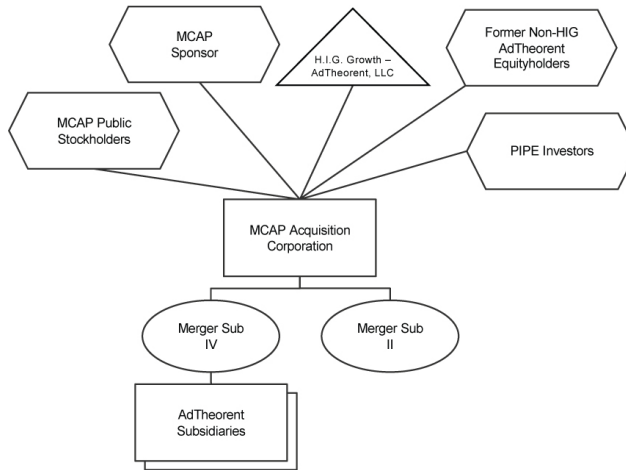 MCAP
Sponsor
H.I.G. Growth –
AdTheorent, LLC
Former Non-HIG
AdTheorent
Equityholders
MCAP Public
Stockholders
PIPE Investors
MCAP Acquisition
Corporation
Merger Sub
IV
Merger Sub
II
AdTheorent
Subsidiaries